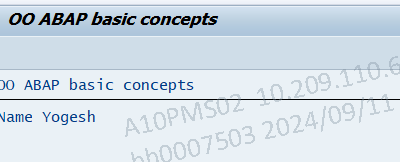 OO ABAP basic concepts
OO ABAP basic concepts
Name Yogesh
A10PMS02 10.209.110.6
bb0007503 2024/09/11